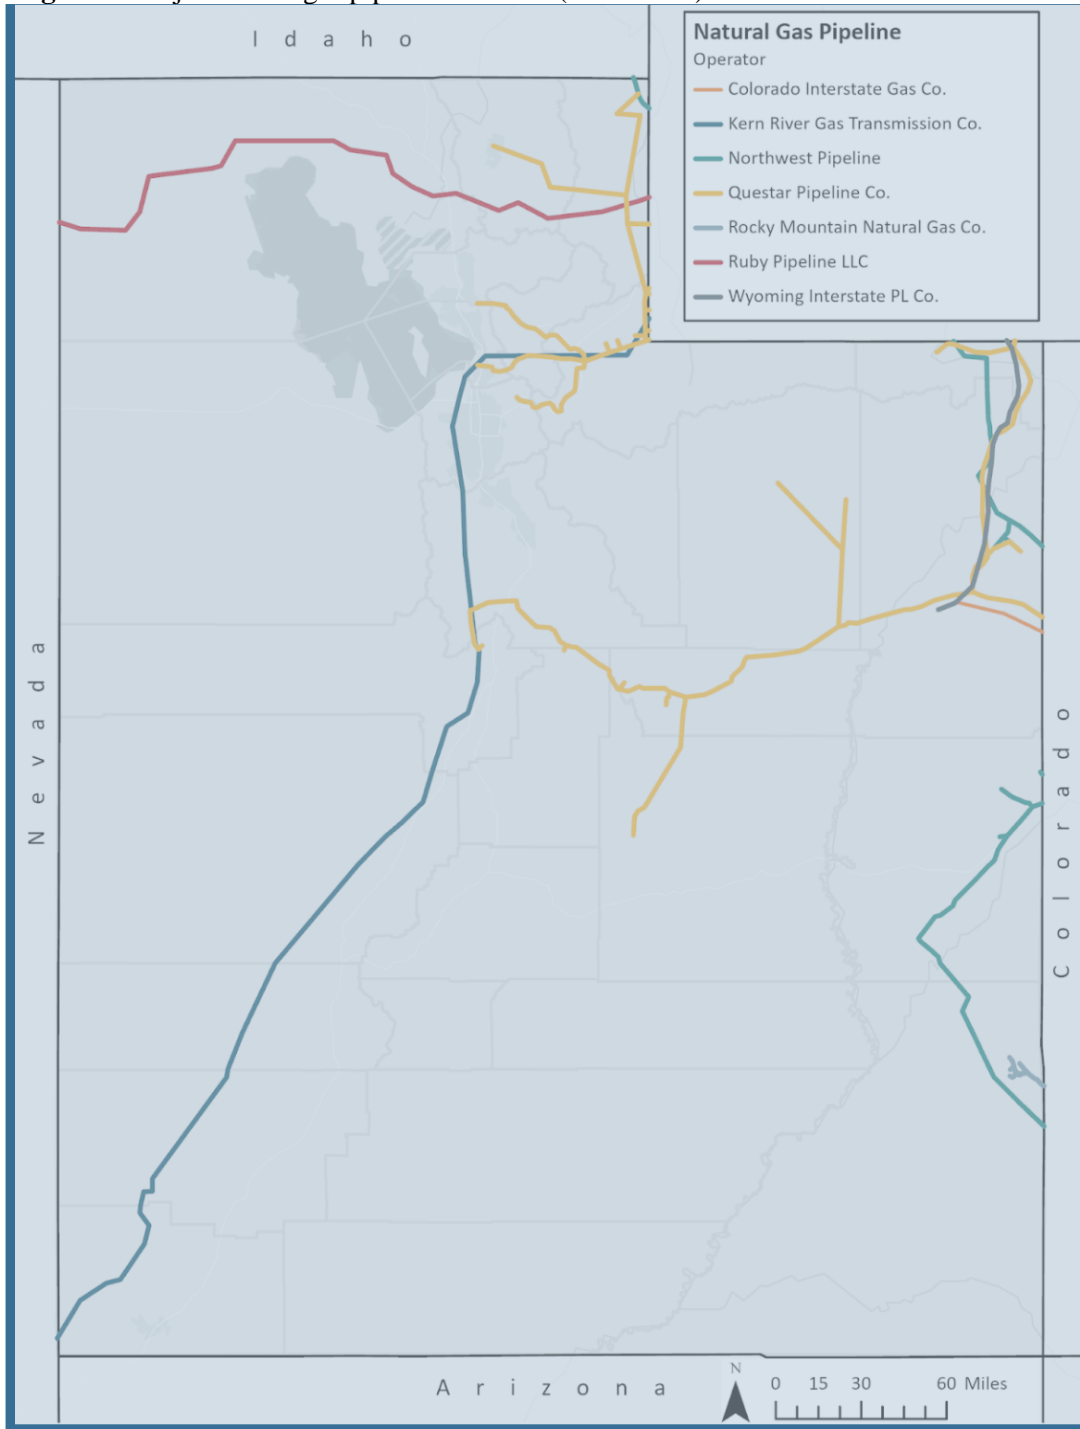 Idaho
Natural Gas Pipeline
Operator
Colorado Interstate Gas Co.
Kern River Gas Transmission Co.
Northwest Pipeline
Questar Pipeline Co.
Rocky Mountain Natural Gas Co.
Ruby Pipeline LLC
Wyoming Interstate PL Co.
Nevada
Colorado
Arizona
N
0 15 30 60 Miles